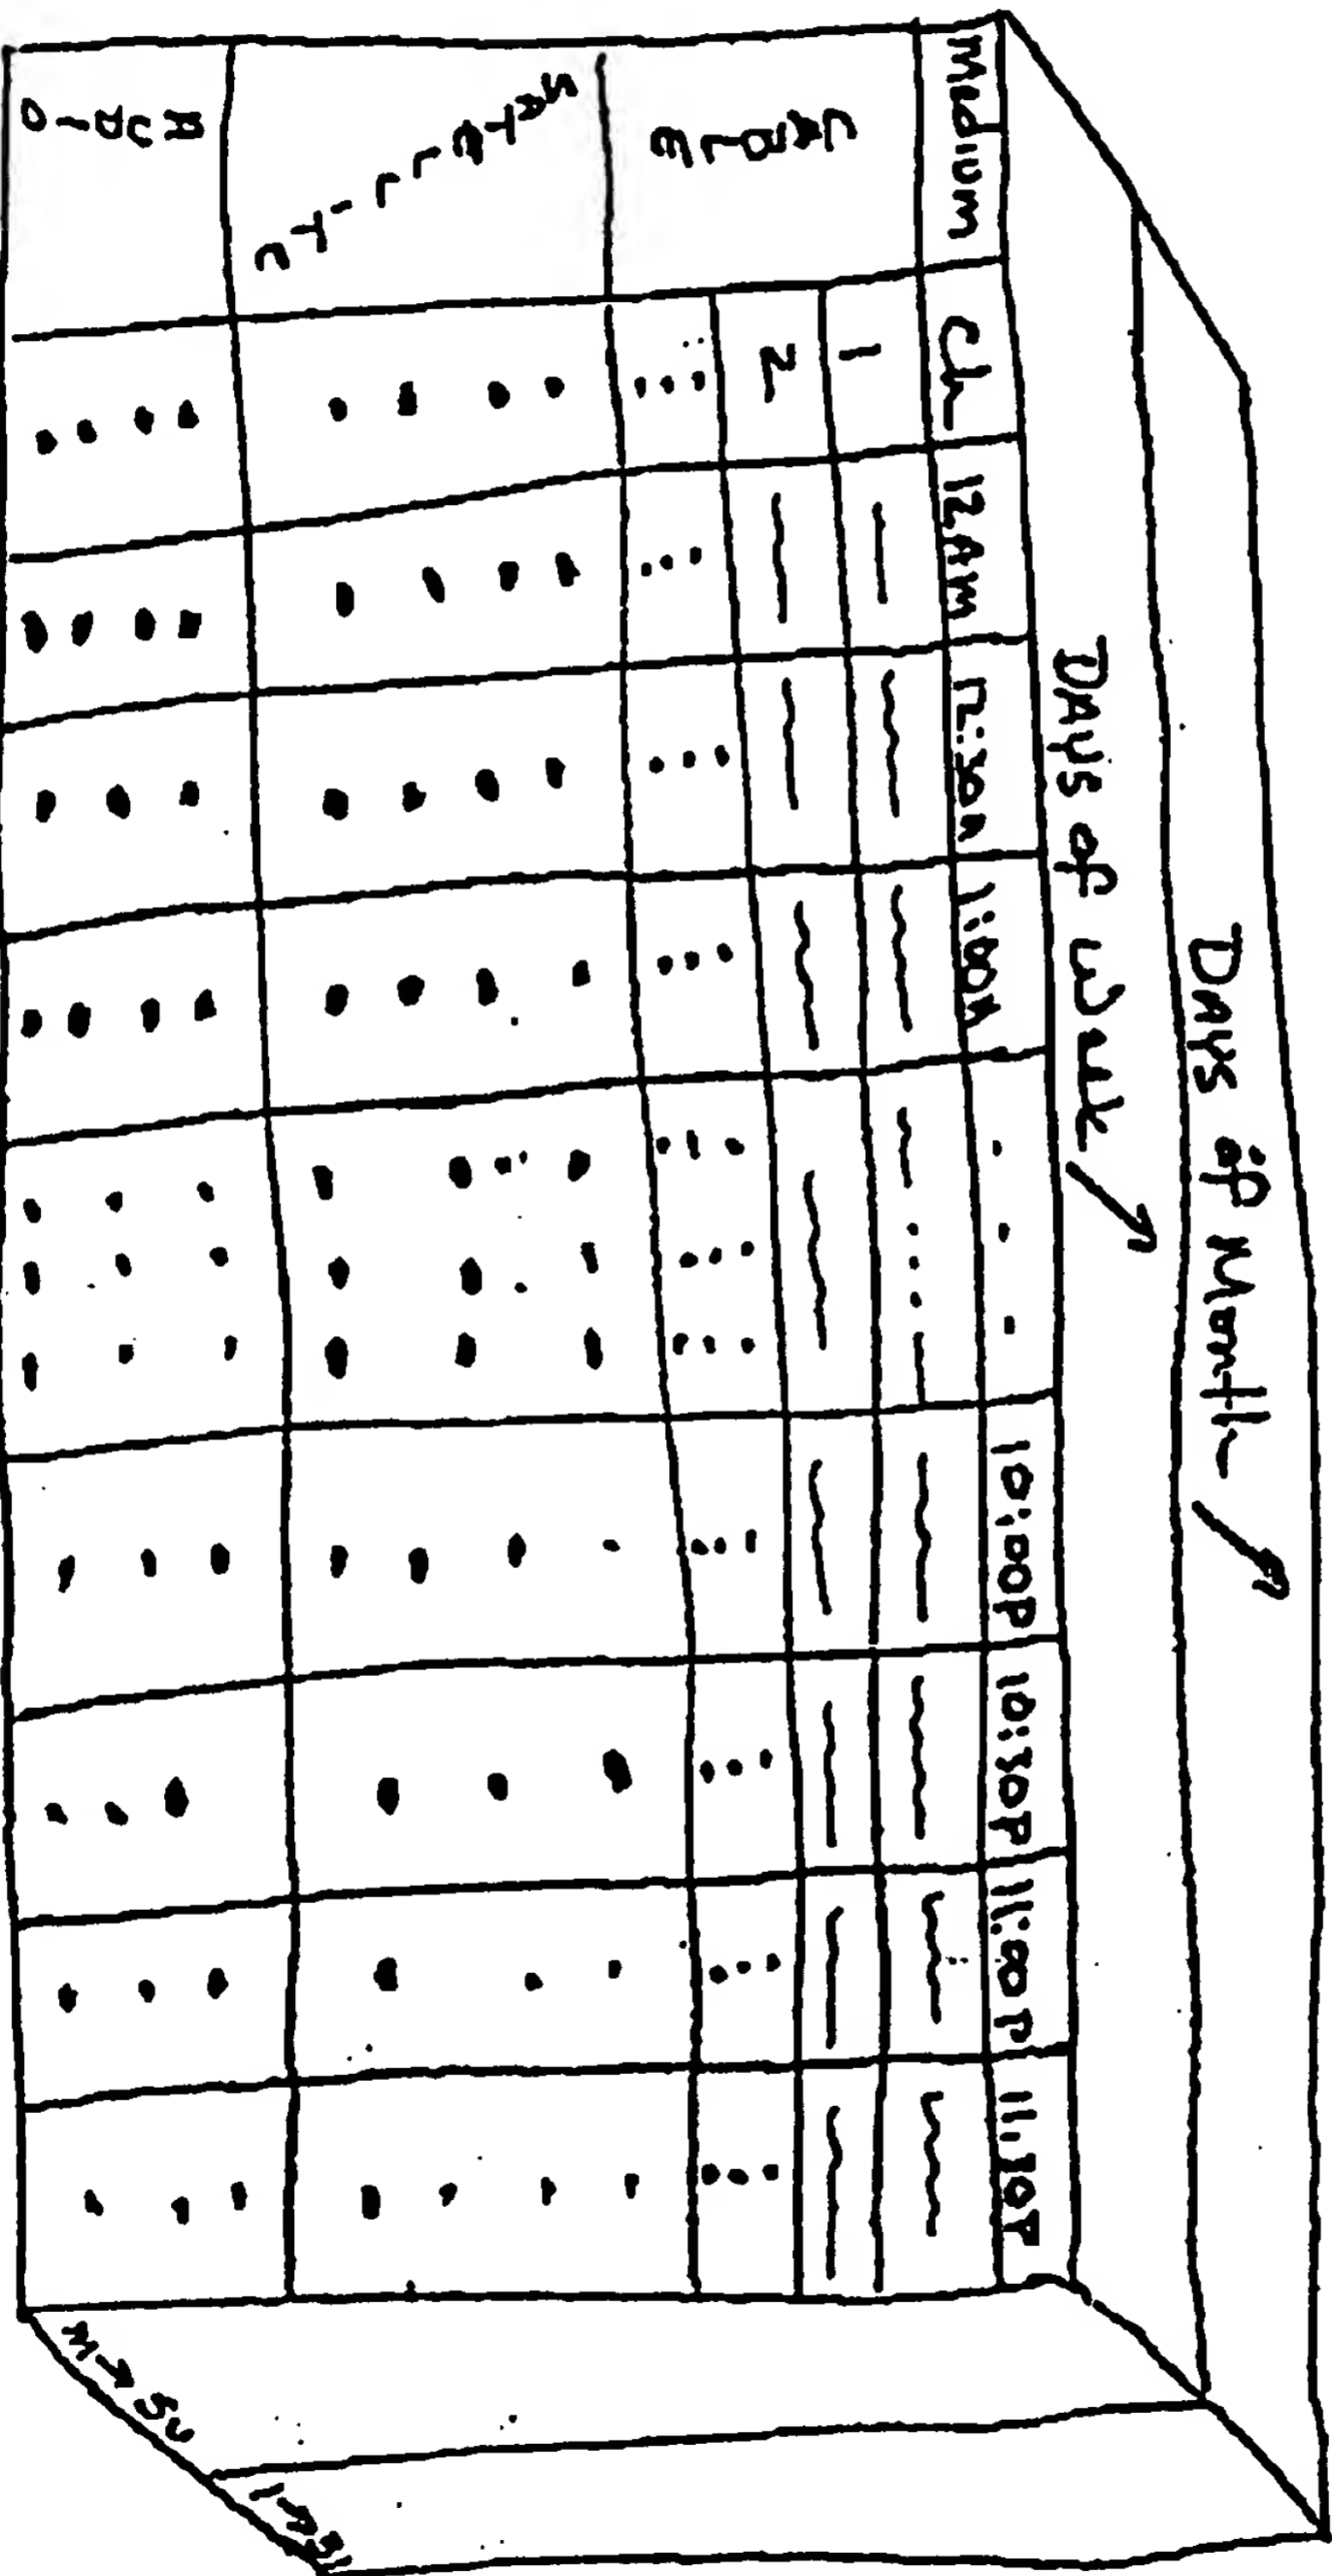 Days of Month →
Days of Week →
Medium Ch 12AM 12:30A 1:00A . . . 10:00P 10:30P 11:00P 11:30P
CABLE 1
2
...
SATELLITE
RADIO
M→SU
1→31